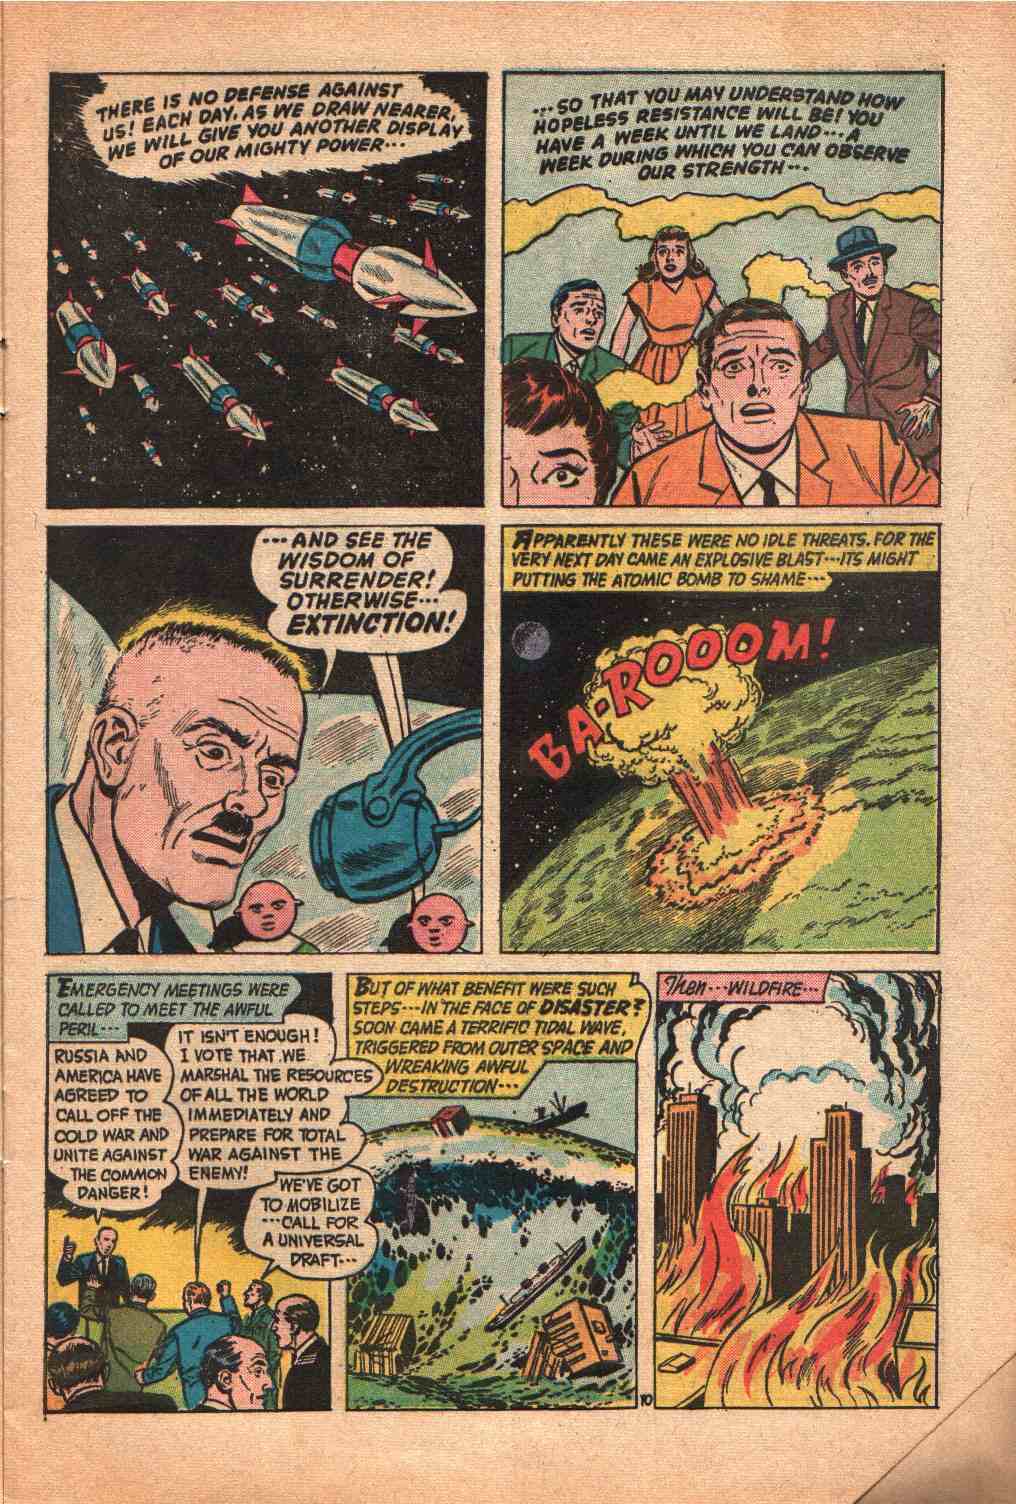 THERE IS NO DEFENSE AGAINST
US! EACH DAY, AS WE DRAW NEARER,
WE WILL GIVE YOU ANOTHER DISPLAY
OF OUR MIGHTY POWER---
---SO THAT YOU MAY UNDERSTAND HOW
HOPELESS RESISTANCE WILL BE! YOU
HAVE A WEEK UNTIL WE LAND---A
WEEK DURING WHICH YOU CAN OBSERVE
OUR STRENGTH---
---AND SEE THE
WISDOM OF
SURRENDER!
OTHERWISE---
EXTINCTION!
APPARENTLY THESE WERE NO IDLE THREATS. FOR THE
VERY NEXT DAY CAME AN EXPLOSIVE BLAST---ITS MIGHT
PUTTING THE ATOMIC BOMB TO SHAME---
BA-ROOOM!
EMERGENCY MEETINGS WERE
CALLED TO MEET THE AWFUL
PERIL---
RUSSIA AND
AMERICA HAVE
AGREED TO
CALL OFF THE
COLD WAR AND
UNITE AGAINST
THE COMMON
DANGER!
IT ISN'T ENOUGH!
I VOTE THAT WE
MARSHAL THE RESOURCES
OF ALL THE WORLD
IMMEDIATELY AND
PREPARE FOR TOTAL
WAR AGAINST THE
ENEMY!
WE'VE GOT
TO MOBILIZE
---CALL FOR
A UNIVERSAL
DRAFT---
BUT OF WHAT BENEFIT WERE SUCH
STEPS---IN THE FACE OF DISASTER?
SOON CAME A TERRIFIC TIDAL WAVE,
TRIGGERED FROM OUTER SPACE AND
WREAKING AWFUL
DESTRUCTION---
10
Then---WILDFIRE---